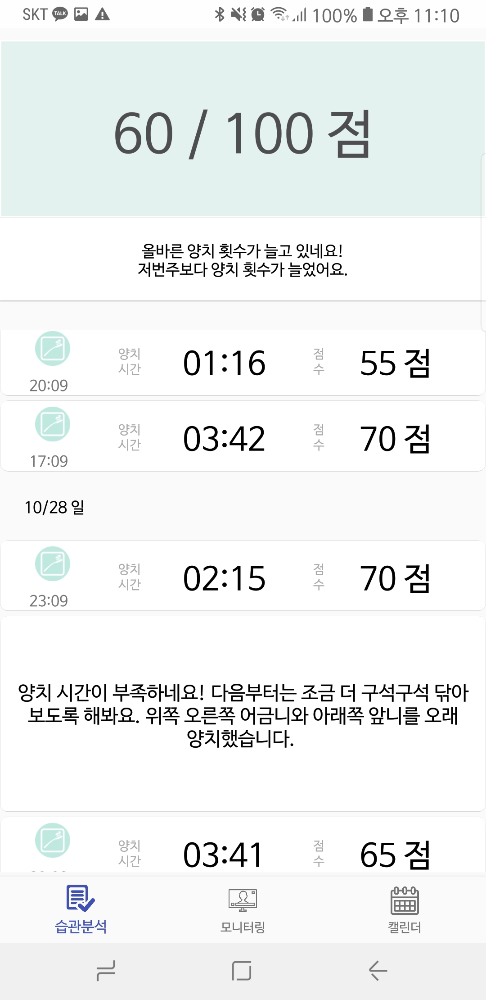 SKT TALK 100% 오후 11:10
60 / 100 점
올바른 양치 횟수가 늘고 있네요!
저번주보다 양치 횟수가 늘었어요.
양치
시간
01:16
점
수
55 점
20:09
양치
시간
03:42
점
수
70 점
17:09
10/28 일
양치
시간
02:15
점
수
70 점
23:09
양치 시간이 부족하네요! 다음부터는 조금 더 구석구석 닦아
보도록 해봐요. 위쪽 오른쪽 어금니와 아래쪽 앞니를 오래
양치했습니다.
양치
시간
03:41
점
수
65 점
습관분석
모니터링
캘린더